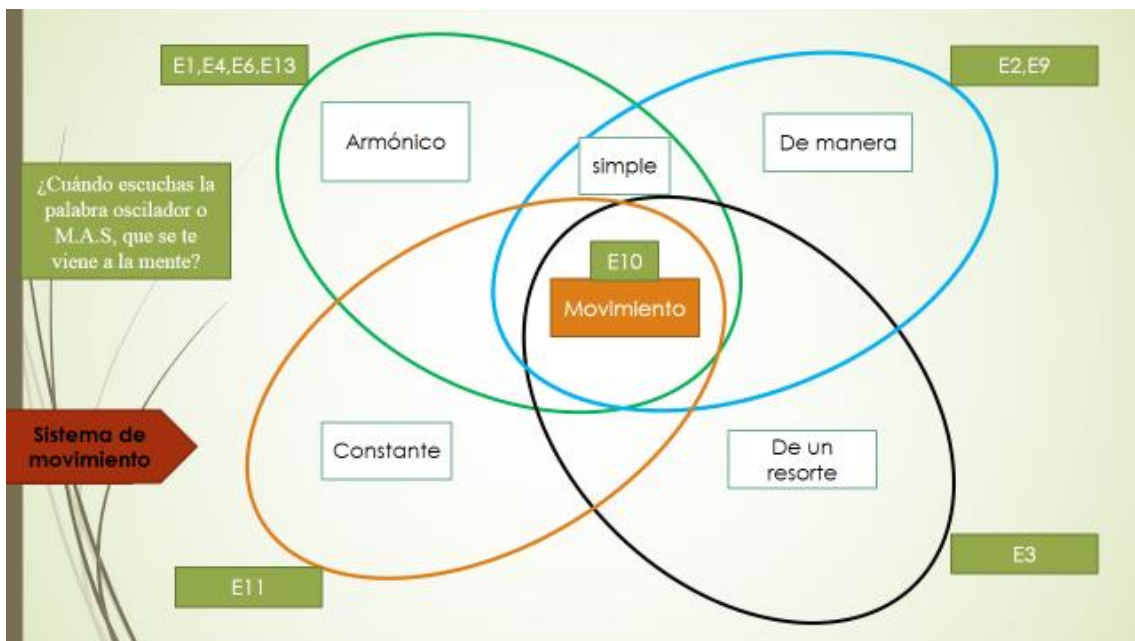 E1,E4,E6,E13
E2,E9
Armónico
simple
De manera
¿Cuándo escuchas la
palabra oscilador o
M.A.S, que se te
viene a la mente?
E10
Movimiento
Sistema de
movimiento
Constante
De un
resorte
E11
E3